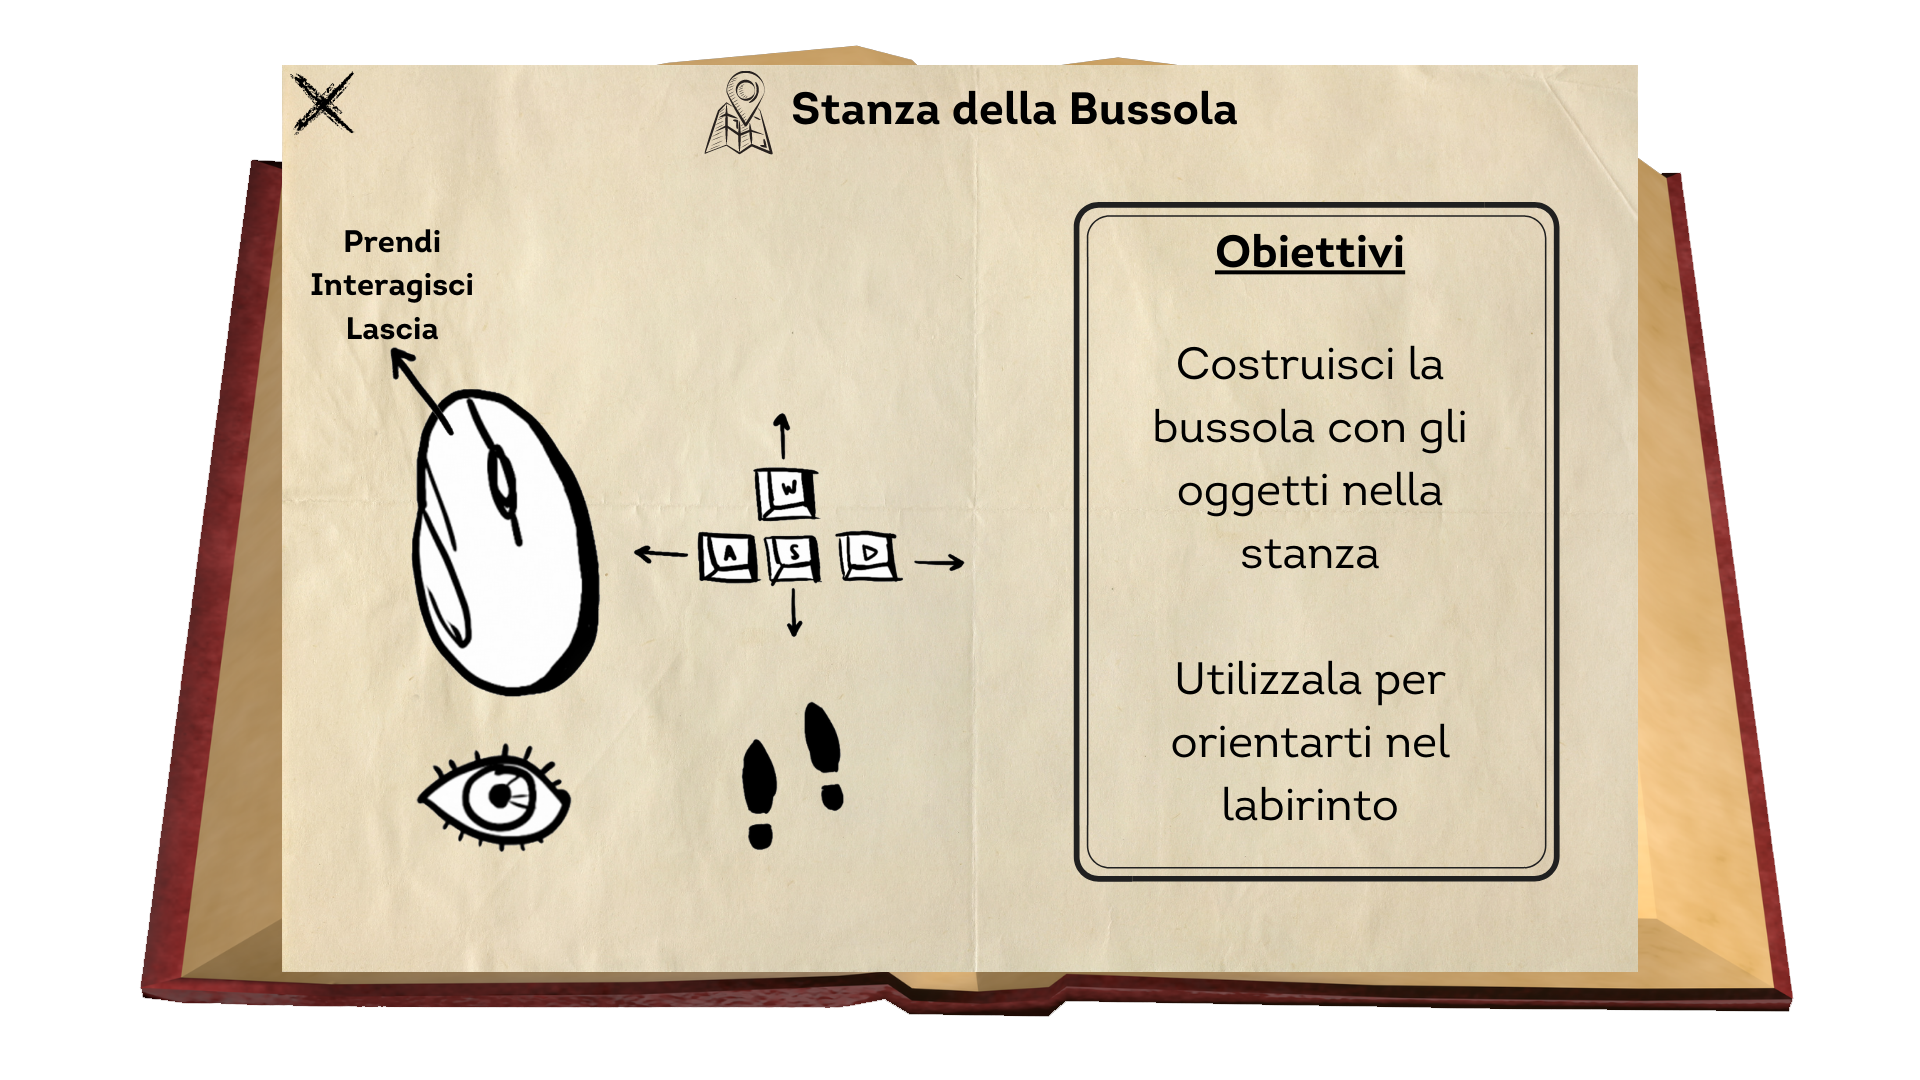 Stanza della Bussola
Prendi
Interagisci
Lascia
W
A S D
Obiettivi
Costruisci la
bussola con gli
oggetti nella
stanza
Utilizzala per
orientarti nel
labirinto